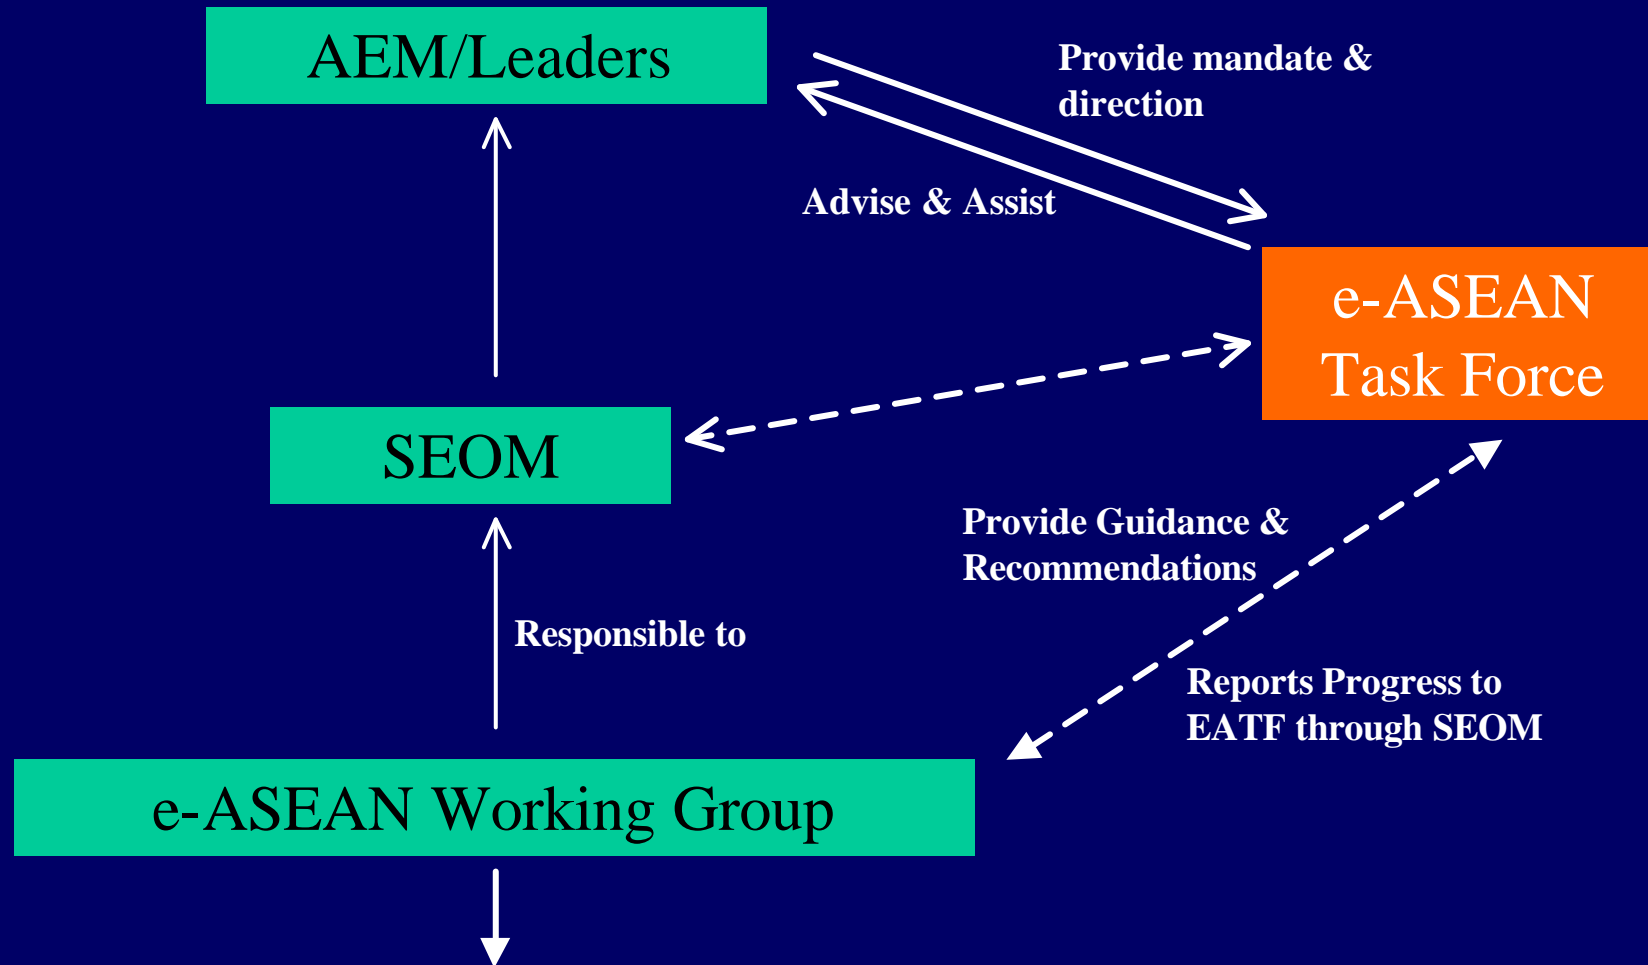 AEM/Leaders
Provide mandate &
direction
Advise & Assist
e-ASEAN
Task Force
SEOM
Provide Guidance &
Recommendations
Responsible to
Reports Progress to
EATF through SEOM
e-ASEAN Working Group